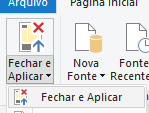 Arquivo
Página Inicial
Fechar e
Aplicar
Nova
Fonte
Fonte
Recente
Fechar e Aplicar